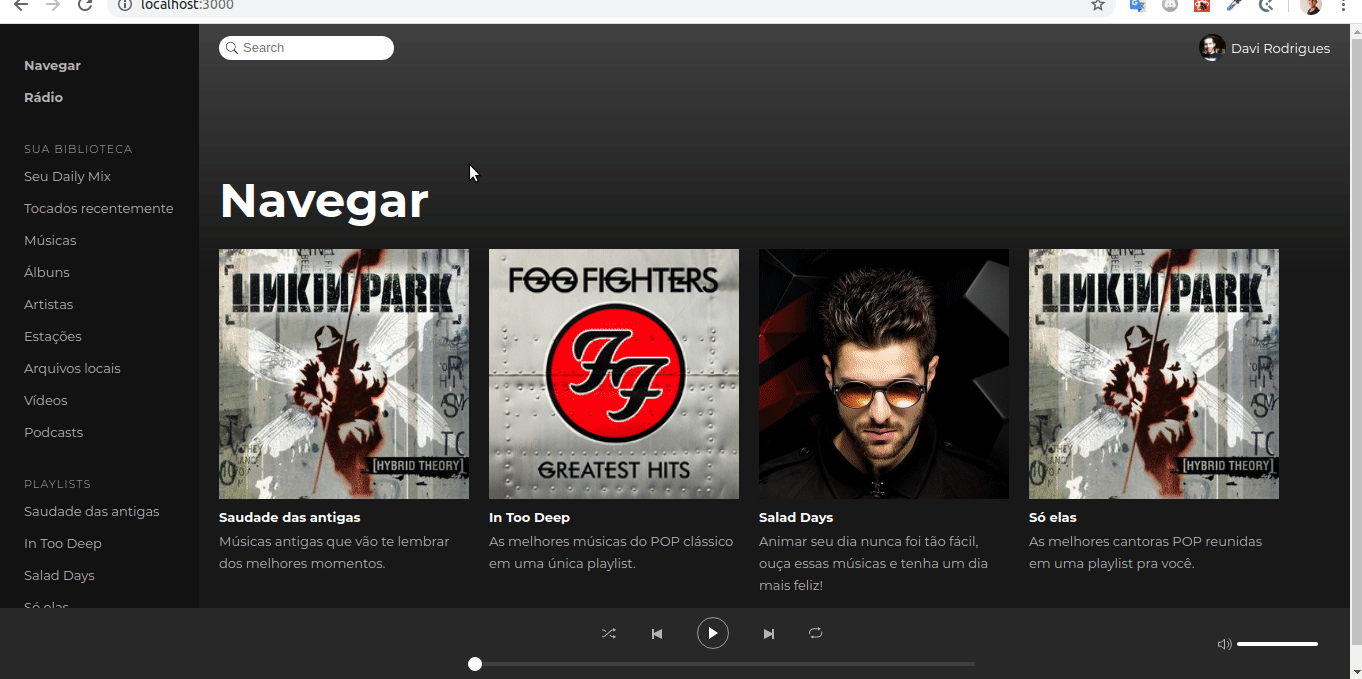 localhost:3000
Search
Davi Rodrigues
Navegar
Rádio
SUA BIBLIOTECA
Seu Daily Mix
Tocados recentemente
Músicas
Álbuns
Artistas
Estações
Arquivos locais
Vídeos
Podcasts
PLAYLISTS
Saudade das antigas
In Too Deep
Salad Days
Só elas
Navegar
LINKIN PARK
[HYBRID THEORY]
Saudade das antigas
Músicas antigas que vão te lembrar
dos melhores momentos.
FOO FIGHTERS
FF
GREATEST HITS
In Too Deep
As melhores músicas do POP clássico
em uma única playlist.
Salad Days
Animar seu dia nunca foi tão fácil,
ouça essas músicas e tenha um dia
mais feliz!
LINKIN PARK
[HYBRID THEORY]
Só elas
As melhores cantoras POP reunidas
em uma playlist pra você.